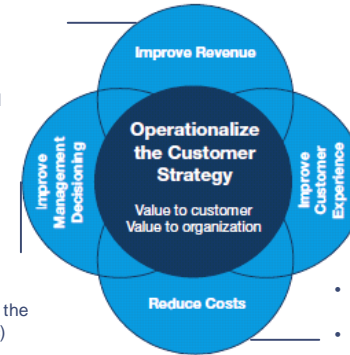 Improve Revenue
Operationalize
the Customer
Strategy
Value to customer
Value to organization
Improve
Management
Decisioning
Improve
Customer
Experience
Reduce Costs
the
)
•
•